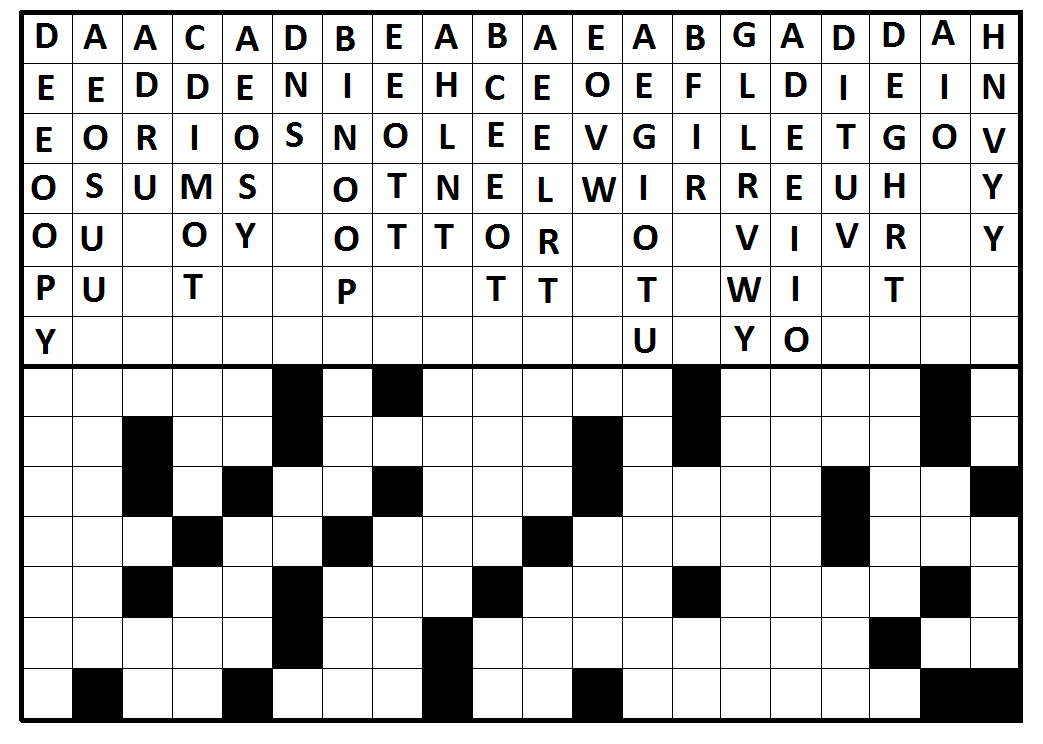 D A A C A D B E A B A E A B G A D D A H
E E D D E N I E H C E O E F L D I E I N
E O R I O S N O L E E V G I L E T G O V
O S U M S O T N E L W I R R E U H Y
O U O Y O T T O R O V I V R Y
P U T P T T T W I T
Y U Y O